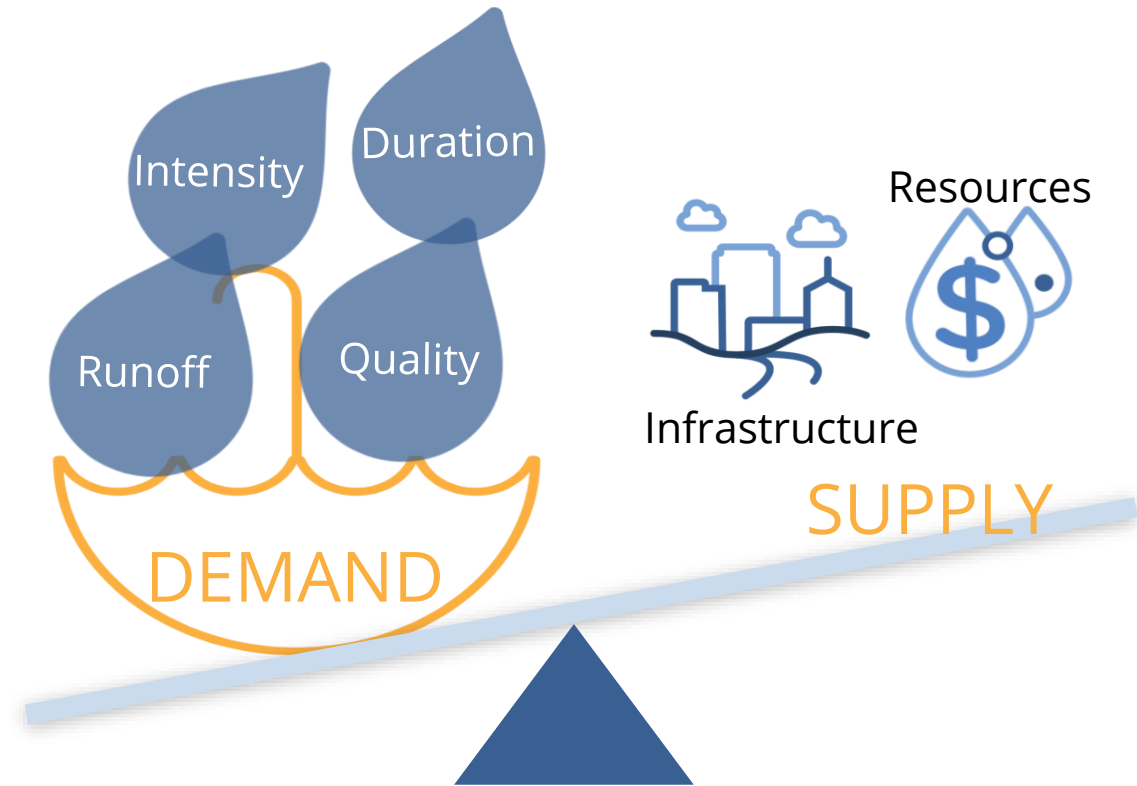 Intensity
Duration
Runoff
Quality
DEMAND
Resources
$
Infrastructure
SUPPLY